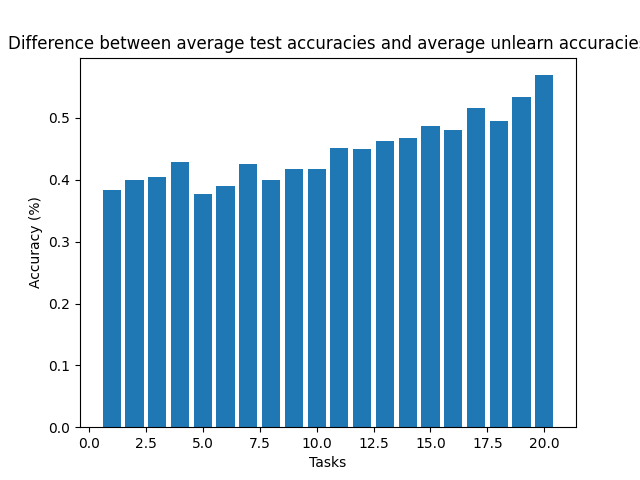 Difference between average test accuracies and average unlearn accuracies
0.5
0.4
0.3
0.2
0.1
0.0
Accuracy (%)
0.0 2.5 5.0 7.5 10.0 12.5 15.0 17.5 20.0
Tasks